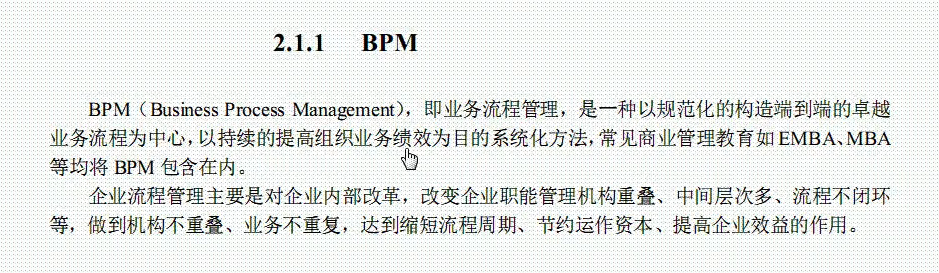 2.1.1 BPM
BPM（Business Process Management），即业务流程管理，是一种以规范化的构造端到端的卓越
业务流程为中心，以持续的提高组织业务绩效为目的系统化方法，常见商业管理教育如 EMBA、MBA
等均将 BPM 包含在内。
企业流程管理主要是对企业内部改革，改变企业职能管理机构重叠、中间层次多、流程不闭环
等，做到机构不重叠、业务不重复，达到缩短流程周期、节约运作资本、提高企业效益的作用。